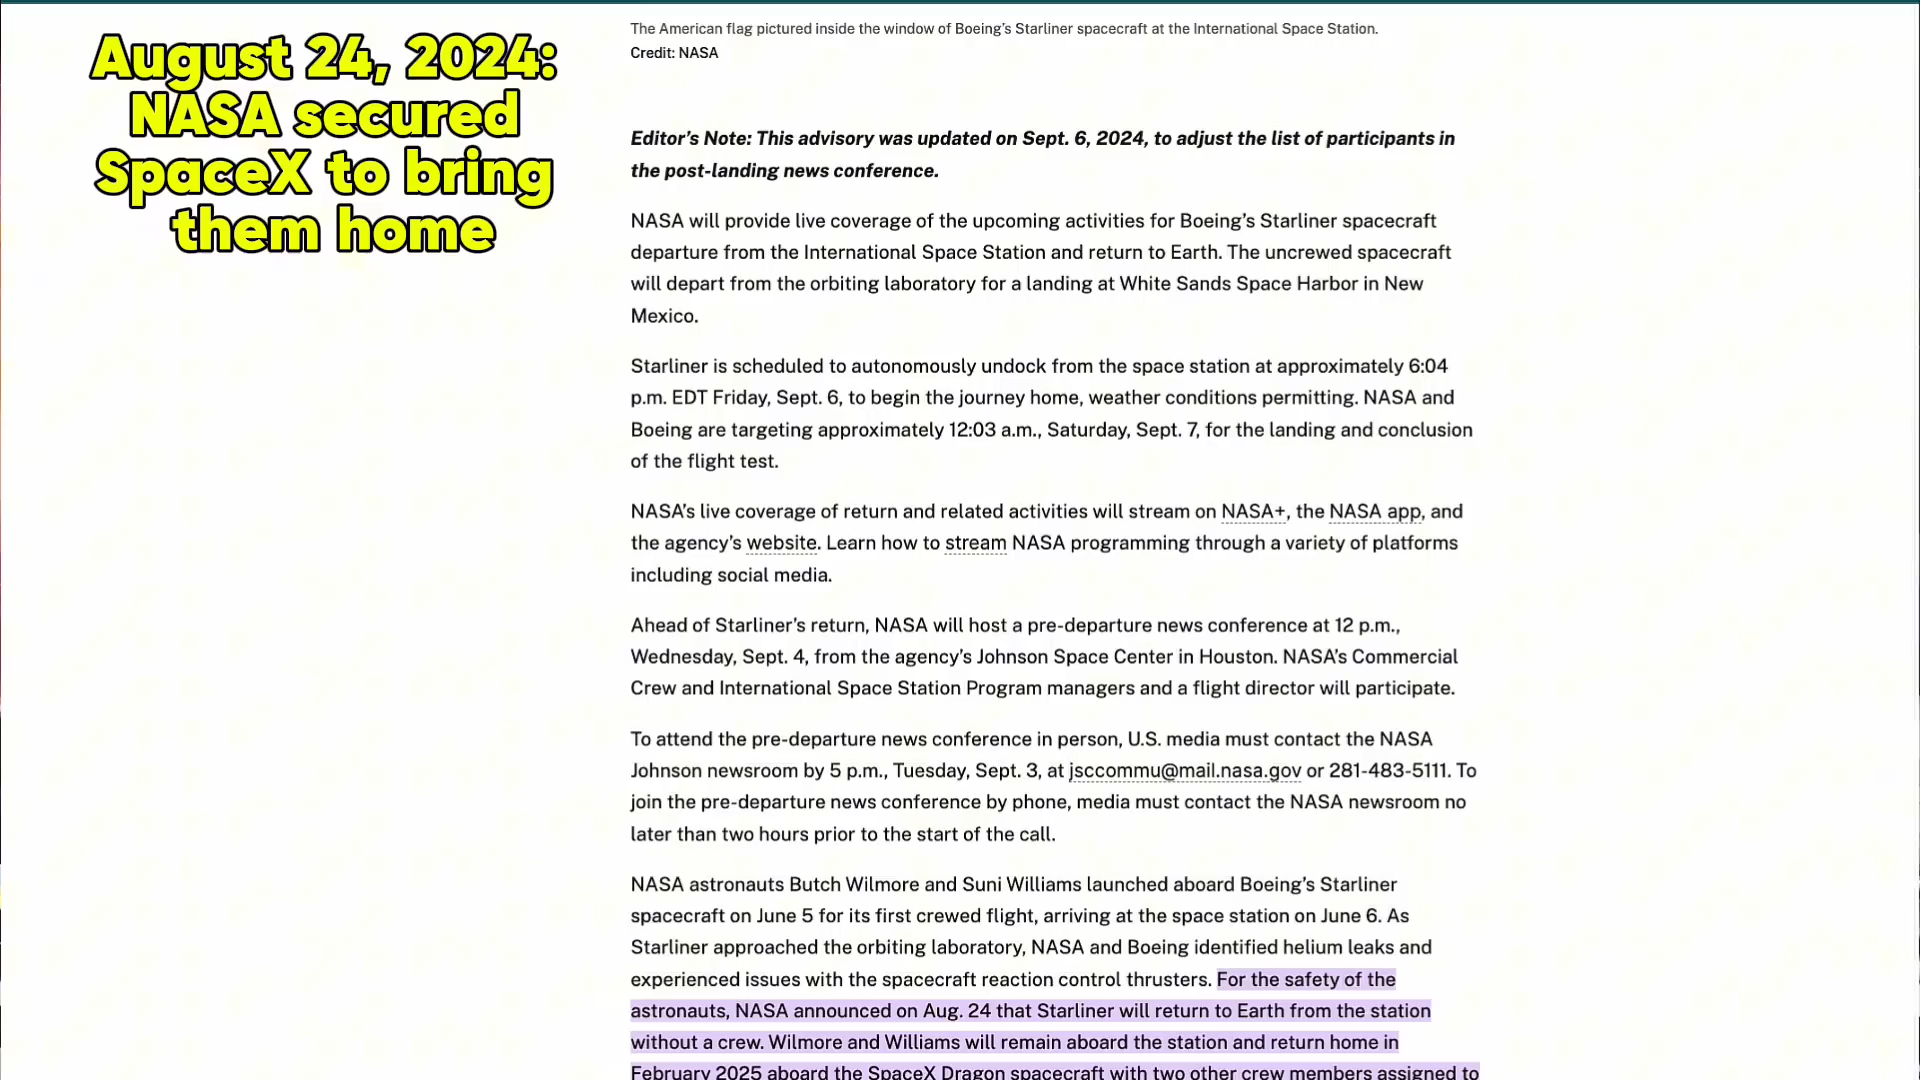 August 24, 2024:
NASA secured
SpaceX to bring
them home
The American flag pictured inside the window of Boeing’s Starliner spacecraft at the International Space Station.
Credit: NASA
Editor’s Note: This advisory was updated on Sept. 6, 2024, to adjust the list of participants in
the post-landing news conference.
NASA will provide live coverage of the upcoming activities for Boeing’s Starliner spacecraft
departure from the International Space Station and return to Earth. The uncrewed spacecraft
will depart from the orbiting laboratory for a landing at White Sands Space Harbor in New
Mexico.
Starliner is scheduled to autonomously undock from the space station at approximately 6:04
p.m. EDT Friday, Sept. 6, to begin the journey home, weather conditions permitting. NASA and
Boeing are targeting approximately 12:03 a.m., Saturday, Sept. 7, for the landing and conclusion
of the flight test.
NASA’s live coverage of return and related activities will stream on NASA+, the NASA app, and
the agency’s website. Learn how to stream NASA programming through a variety of platforms
including social media.
Ahead of Starliner’s return, NASA will host a pre-departure news conference at 12 p.m.,
Wednesday, Sept. 4, from the agency’s Johnson Space Center in Houston. NASA’s Commercial
Crew and International Space Station Program managers and a flight director will participate.
To attend the pre-departure news conference in person, U.S. media must contact the NASA
Johnson newsroom by 5 p.m., Tuesday, Sept. 3, at jsccommu@mail.nasa.gov or 281-483-5111. To
join the pre-departure news conference by phone, media must contact the NASA newsroom no
later than two hours prior to the start of the call.
NASA astronauts Butch Wilmore and Suni Williams launched aboard Boeing’s Starliner
spacecraft on June 5 for its first crewed flight, arriving at the space station on June 6. As
Starliner approached the orbiting laboratory, NASA and Boeing identified helium leaks and
experienced issues with the spacecraft reaction control thrusters. For the safety of the
astronauts, NASA announced on Aug. 24 that Starliner will return to Earth from the station
without a crew. Wilmore and Williams will remain aboard the station and return home in
February 2025 aboard the SpaceX Dragon spacecraft with two other crew members assigned to